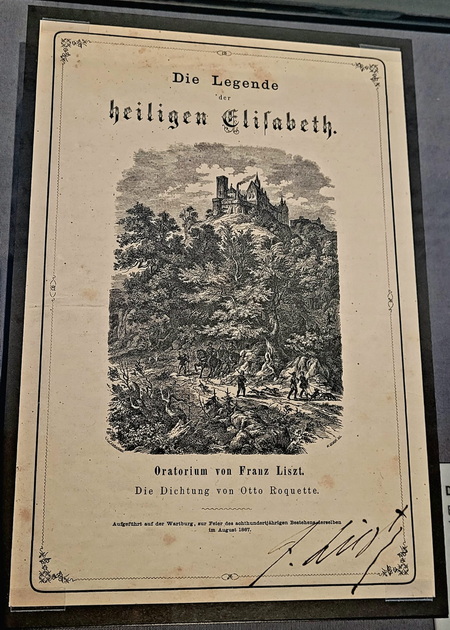 Die Legende
der
heiligen Eliſabeth.
Oratorium von Franz Liszt.
Die Dichtung von Otto Roquette.
Aufgeführt auf der Wartburg, zur Feier des achthundertjährigen Bestehens derselben
im August 1867.
F. Liszt